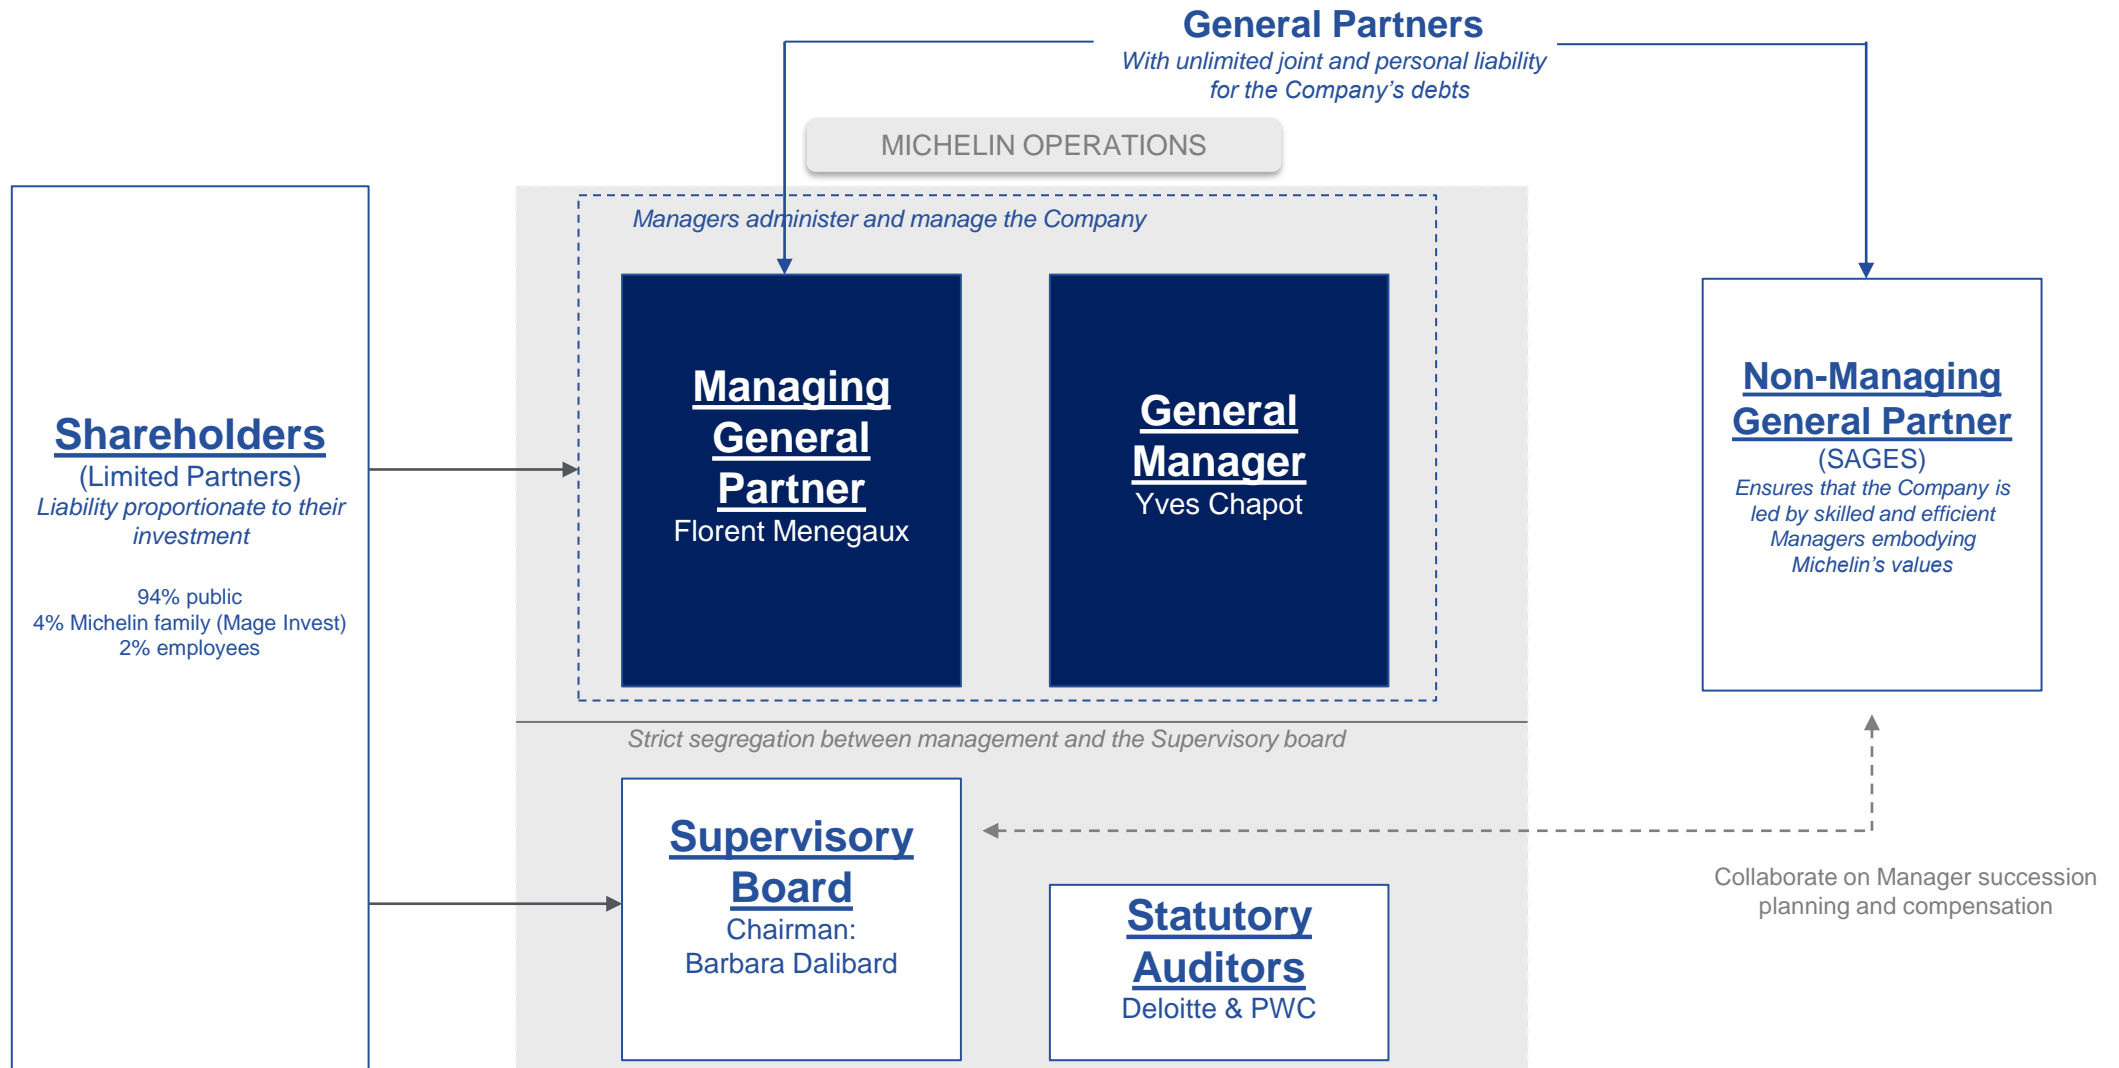 General Partners
With unlimited joint and personal liability
for the Company’s debts
MICHELIN OPERATIONS
Shareholders
(Limited Partners)
Liability proportionate to their
investment
94% public
4% Michelin family (Mage Invest)
2% employees
Managers administer and manage the Company
Managing
General
Partner
Florent Menegaux
General
Manager
Yves Chapot
Non-Managing
General Partner
(SAGES)
Ensures that the Company is
led by skilled and efficient
Managers embodying
Michelin’s values
Strict segregation between management and the Supervisory board
Supervisory
Board
Chairman:
Barbara Dalibard
Statutory
Auditors
Deloitte & PWC
Collaborate on Manager succession
planning and compensation